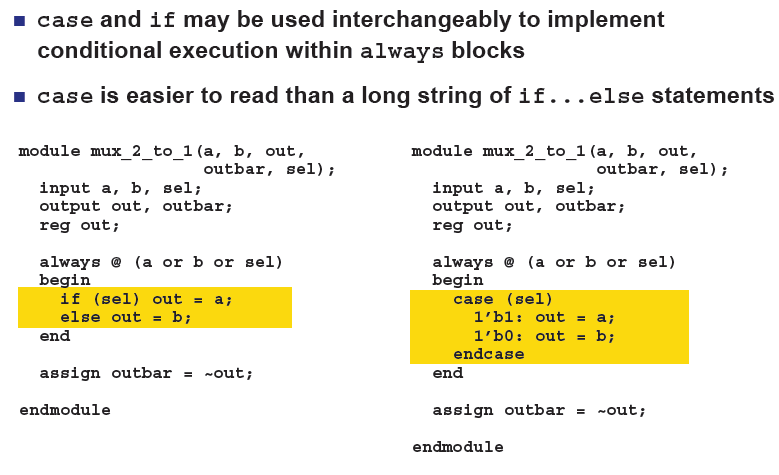 case and if may be used interchangeably to implement
conditional execution within always blocks
case is easier to read than a long string of if...else statements
module mux_2_to_1(a, b, out,
outbar, sel);
input a, b, sel;
output out, outbar;
reg out;
always @ (a or b or sel)
begin
if (sel) out = a;
else out = b;
end
assign outbar = ~out;
endmodule
module mux_2_to_1(a, b, out,
outbar, sel);
input a, b, sel;
output out, outbar;
reg out;
always @ (a or b or sel)
begin
case (sel)
1’b1: out = a;
1’b0: out = b;
endcase
end
assign outbar = ~out;
endmodule